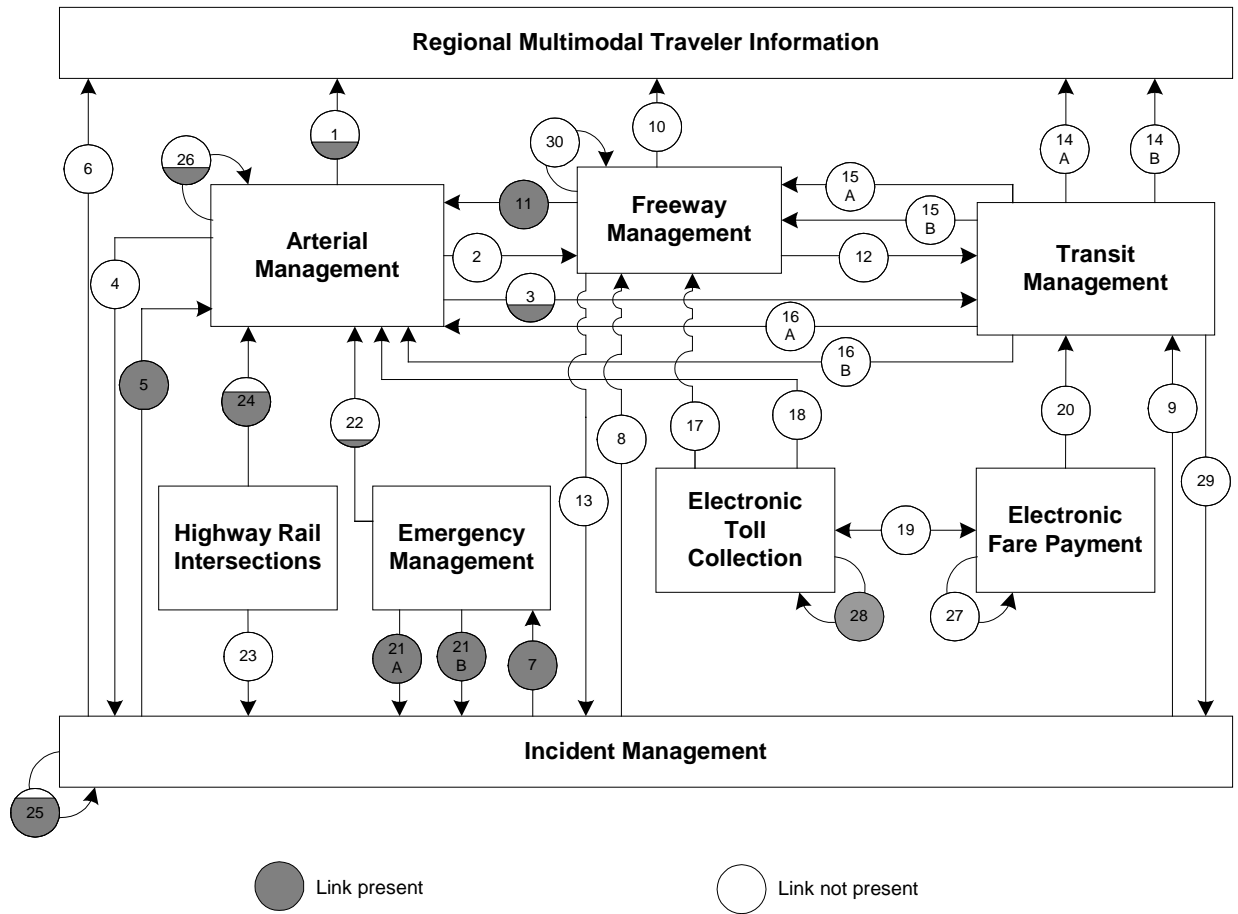 Regional Multimodal Traveler Information
1
10
14
A
14
B
6
26
30
15
A
11
Freeway
Management
15
B
Arterial
Management
2
12
Transit
Management
4
3
16
A
16
B
5
24
22
18
20
9
17
8
29
13
Highway Rail
Intersections
Emergency
Management
Electronic
Toll
Collection
19
Electronic
Fare Payment
28
27
23
21
A
21
B
7
Incident Management
25
Link present
Link not present